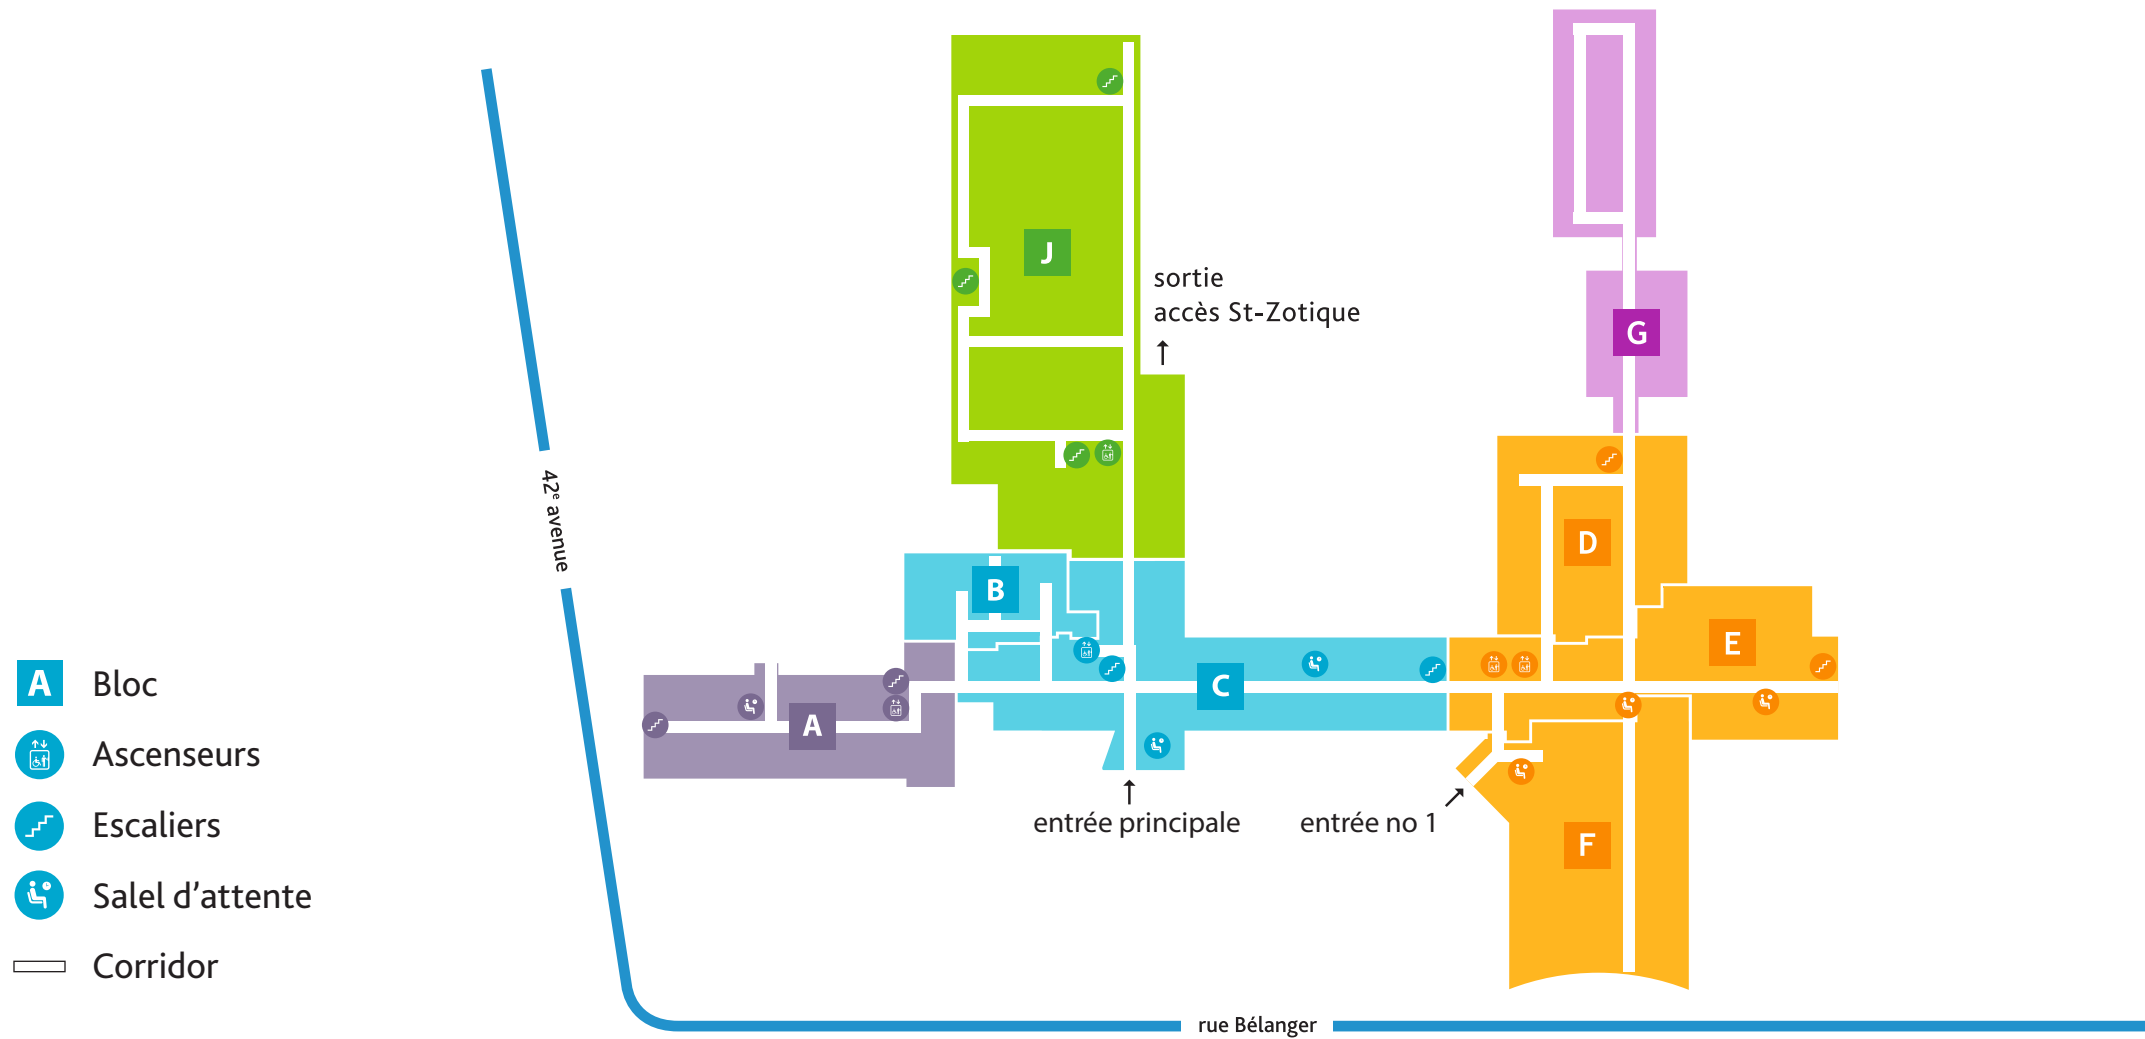 J
sortie
accès St-Zotique
G
42e avenue
D
B
E
A Bloc
C
A
Ascenseurs
entrée principale
entrée no 1
Escaliers
F
Salel d'attente
Corridor
rue Bélanger